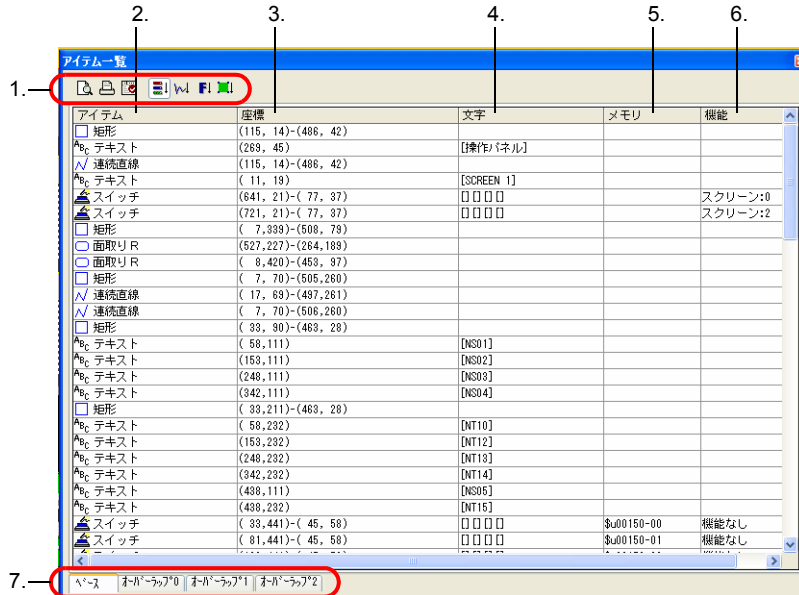 2. 3. 4. 5. 6.
アイテム一覧
1.
アイテム 座標 文字 メモリ 機能
矩形 (115, 14)-(486, 42)
ABC テキスト (269, 45) [操作パネル]
連続直線 (115, 14)-(486, 42)
ABC テキスト ( 11, 19) [SCREEN 1]
スイッチ (641, 21)-( 77, 37) [][][][] スクリーン:0
スイッチ (721, 21)-( 77, 37) [][][][] スクリーン:2
矩形 ( 7,339)-(508, 79)
面取りR (527,227)-(264,189)
面取りR ( 8,420)-(453, 97)
矩形 ( 7, 70)-(505,260)
連続直線 ( 17, 69)-(497,261)
連続直線 ( 7, 70)-(506,260)
矩形 ( 33, 90)-(463, 28)
ABC テキスト ( 58,111) [NS01]
ABC テキスト (153,111) [NS02]
ABC テキスト (248,111) [NS03]
ABC テキスト (342,111) [NS04]
矩形 ( 33,211)-(463, 28)
ABC テキスト ( 58,232) [NT10]
ABC テキスト (153,232) [NT12]
ABC テキスト (248,232) [NT13]
ABC テキスト (342,232) [NT14]
ABC テキスト (438,111) [NS05]
ABC テキスト (438,232) [NT15]
スイッチ ( 33,441)-( 45, 58) [][][][] $u00150-00 機能なし
スイッチ ( 81,441)-( 45, 58) [][][][] $u00150-01 機能なし
7. ﾍﾞｰｽ ｵｰﾊﾞｰﾗｯﾌﾟ0 ｵｰﾊﾞｰﾗｯﾌﾟ1 ｵｰﾊﾞｰﾗｯﾌﾟ2